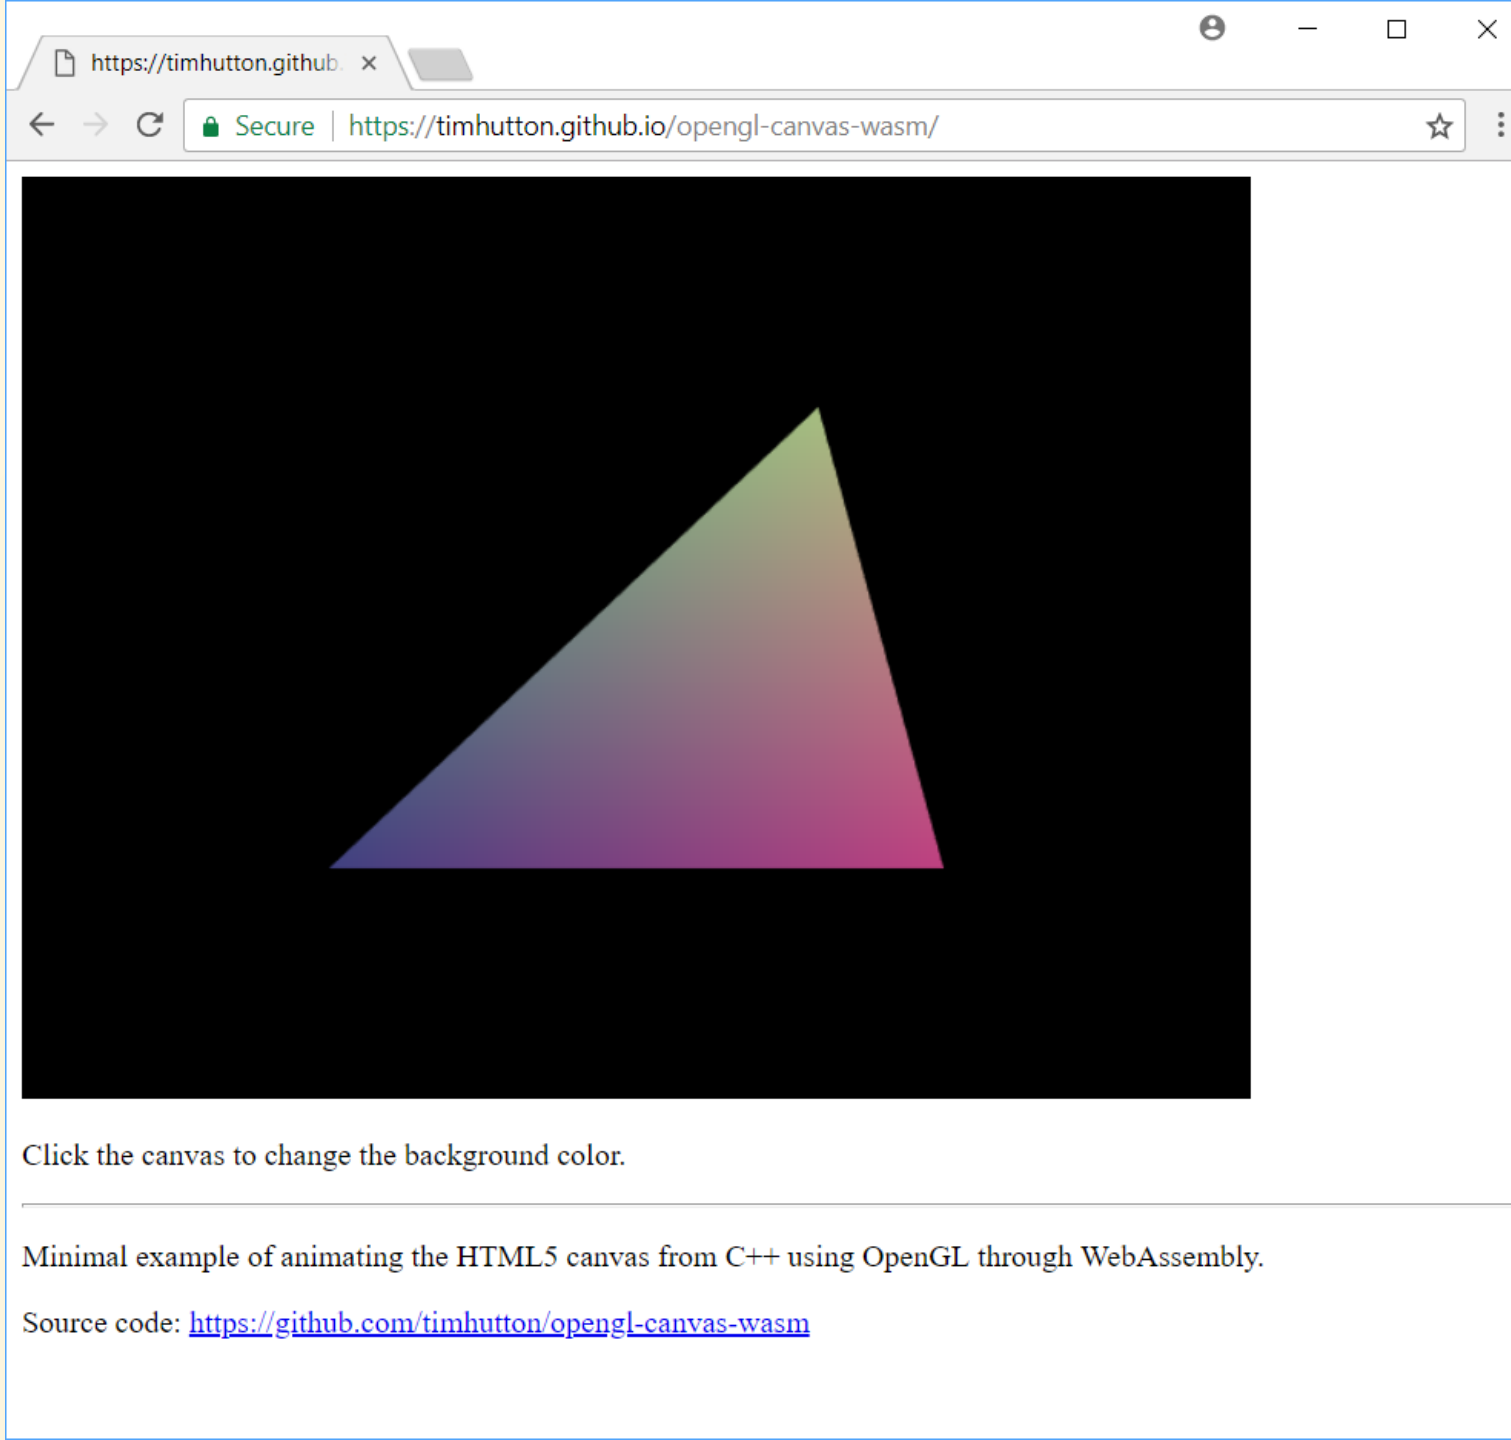 https://timhutton.github.
Secure https://timhutton.github.io/opengl-canvas-wasm/
Click the canvas to change the background color.
Minimal example of animating the HTML5 canvas from C++ using OpenGL through WebAssembly.
Source code: https://github.com/timhutton/opengl-canvas-wasm